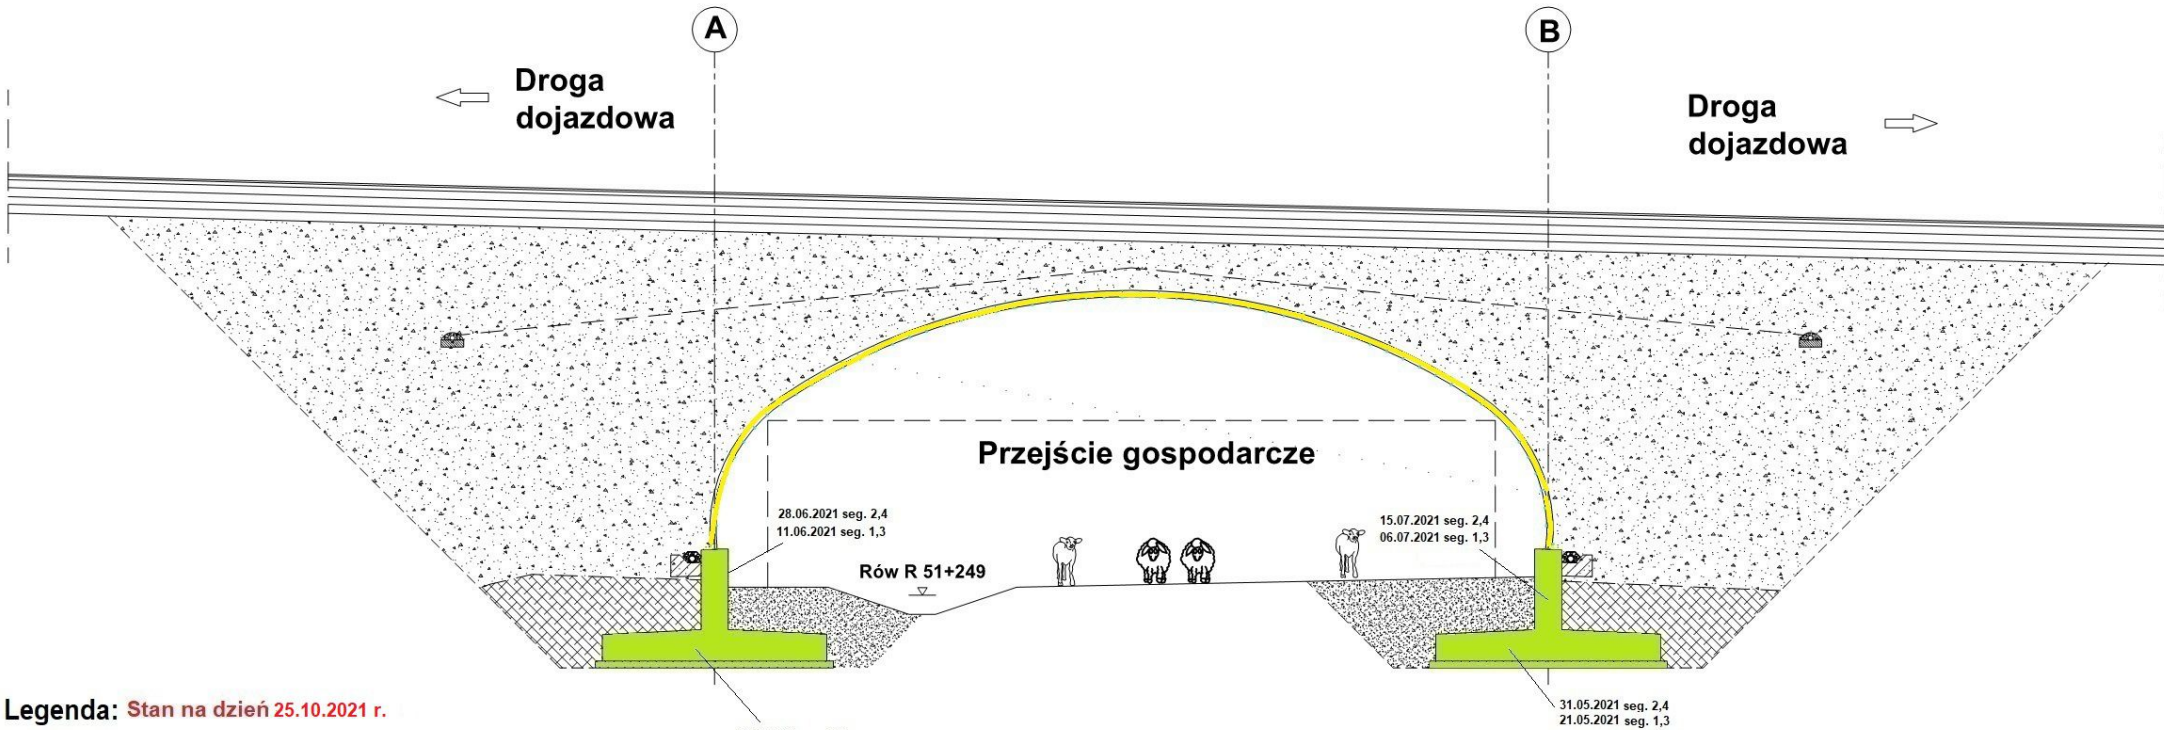 A
B
Droga
dojazdowa
Droga
dojazdowa
Przejście gospodarcze
28.06.2021 seg. 2,4
11.06.2021 seg. 1,3
15.07.2021 seg. 2,4
06.07.2021 seg. 1,3
Rów R 51+249
31.05.2021 seg. 2,4
21.05.2021 seg. 1,3
Legenda: Stan na dzień 25.10.2021 r.